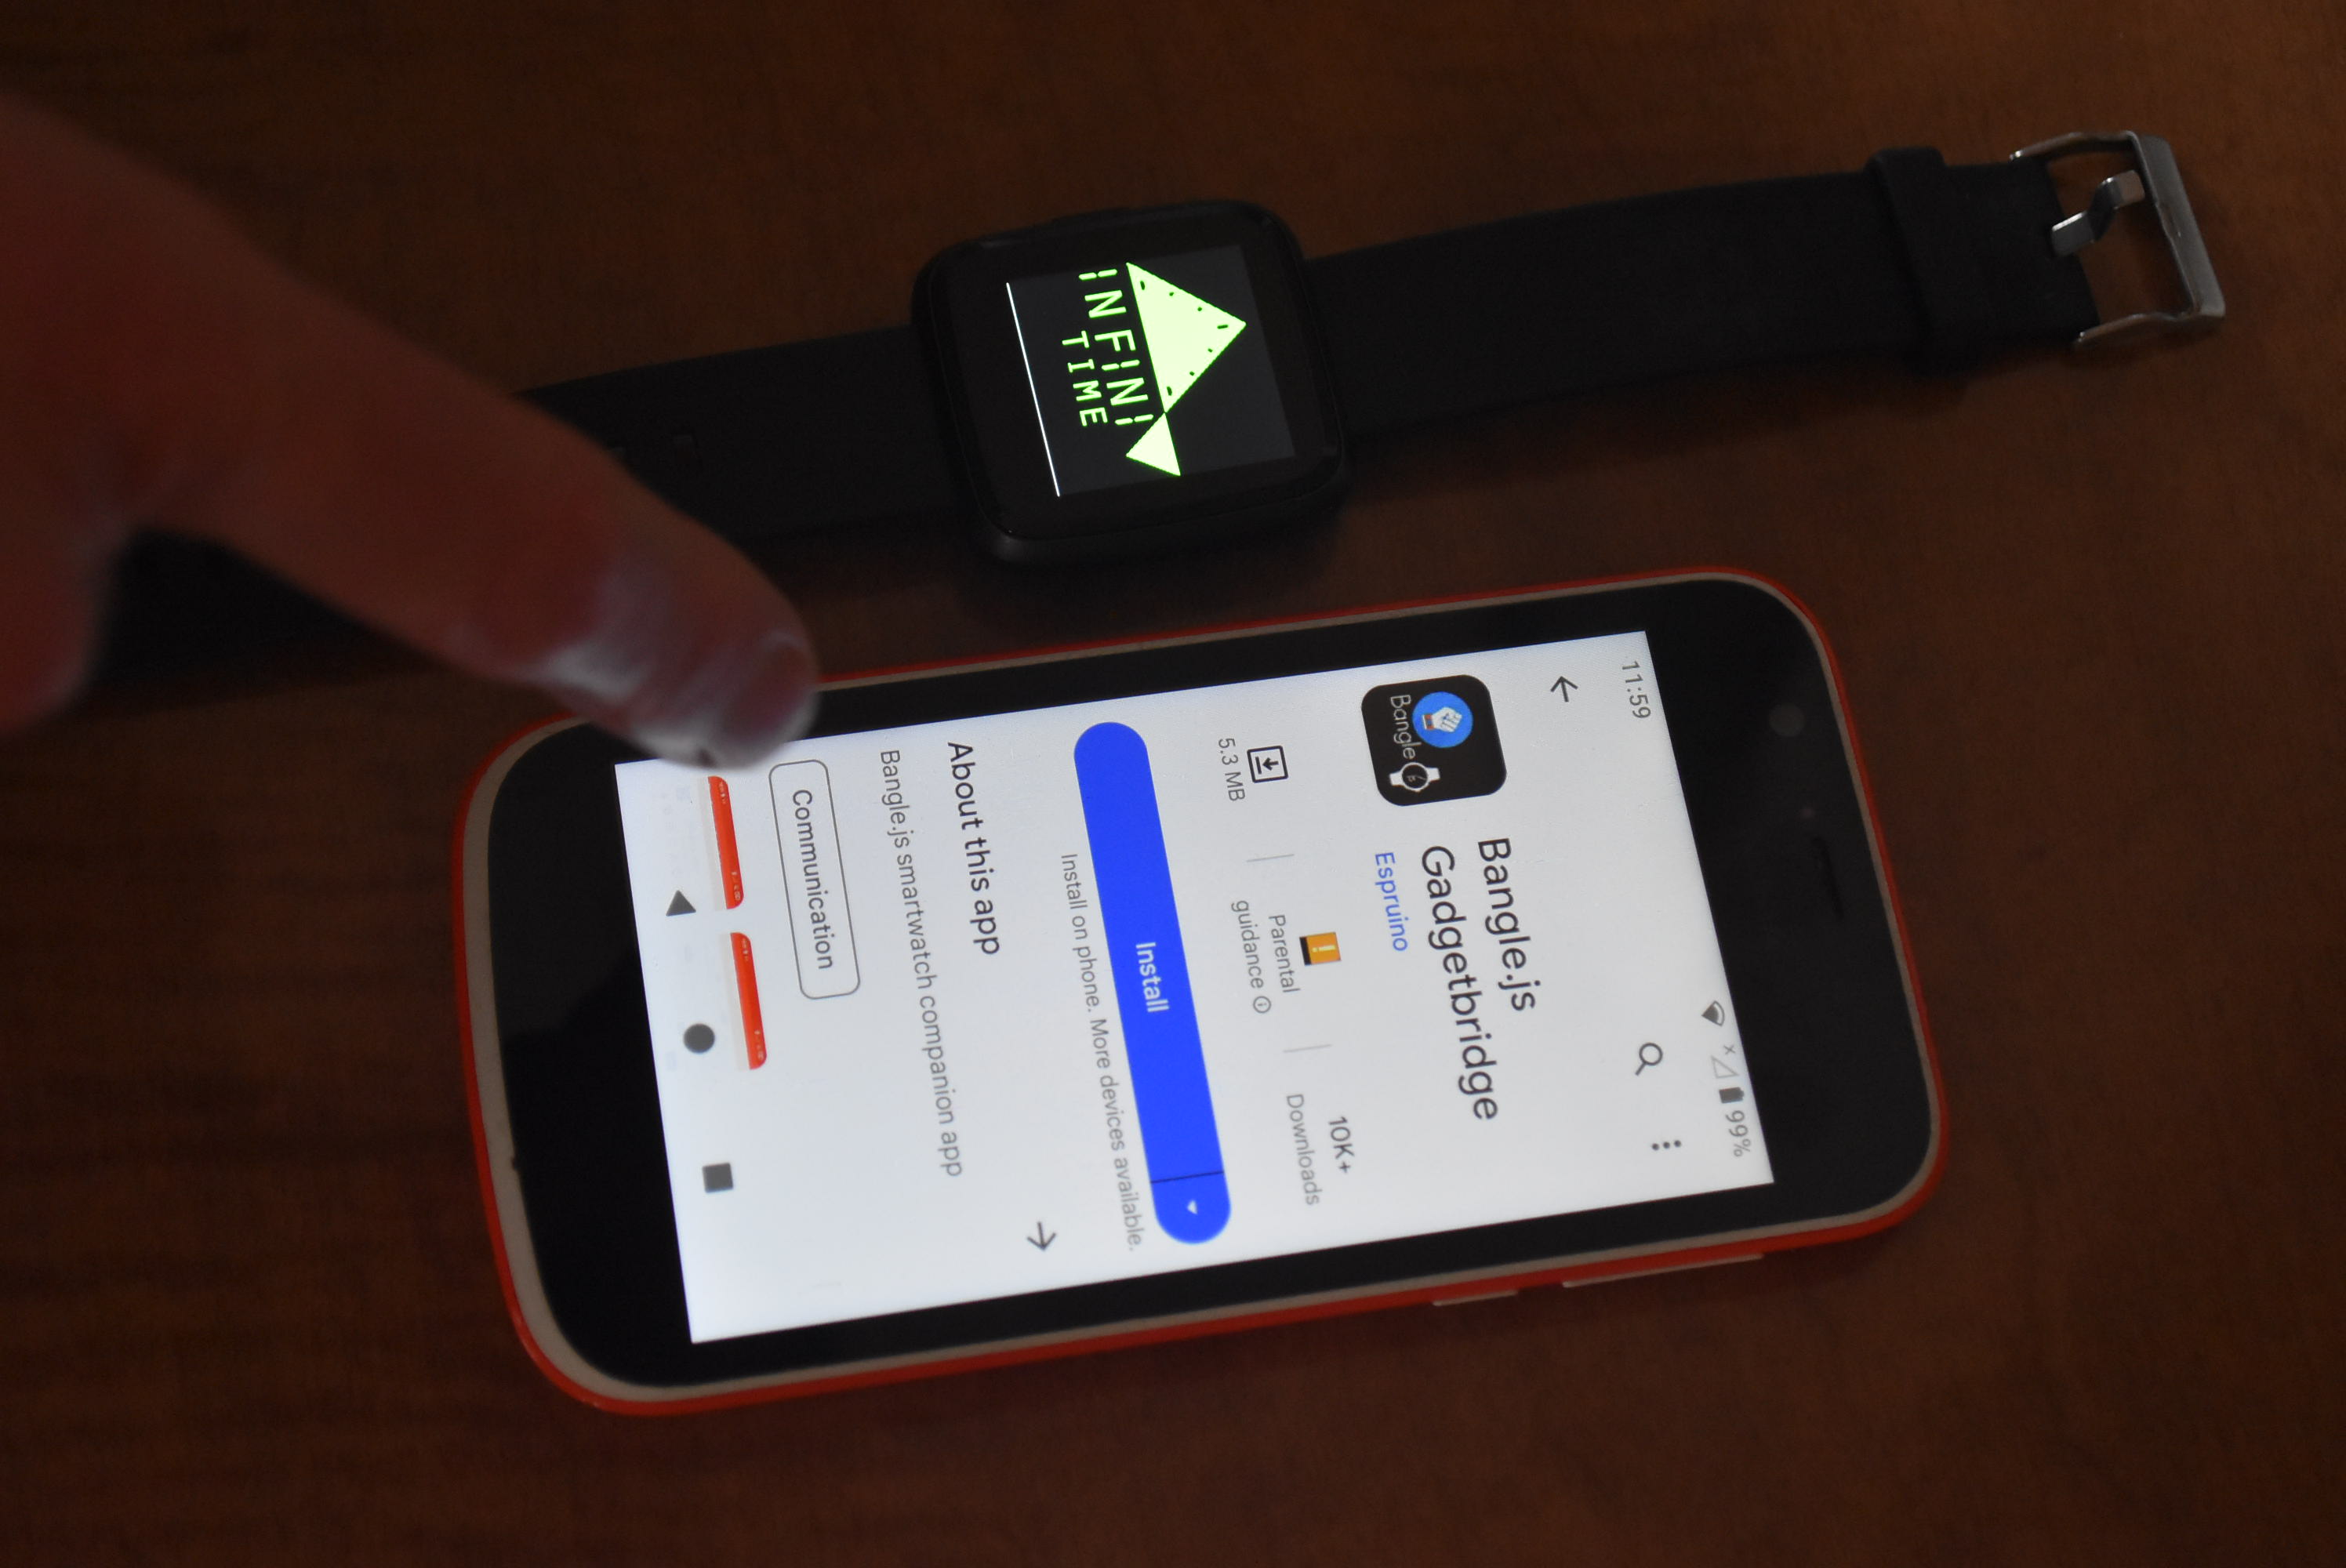 INFINI
TIME
11:59
99%
Bangle
Bangle.js
Gadgetbridge
Espruino
5.3 MB
Parental
guidance
10K+
Downloads
Install
Install on phone. More devices available.
About this app
Bangle.js smartwatch companion app
Communication